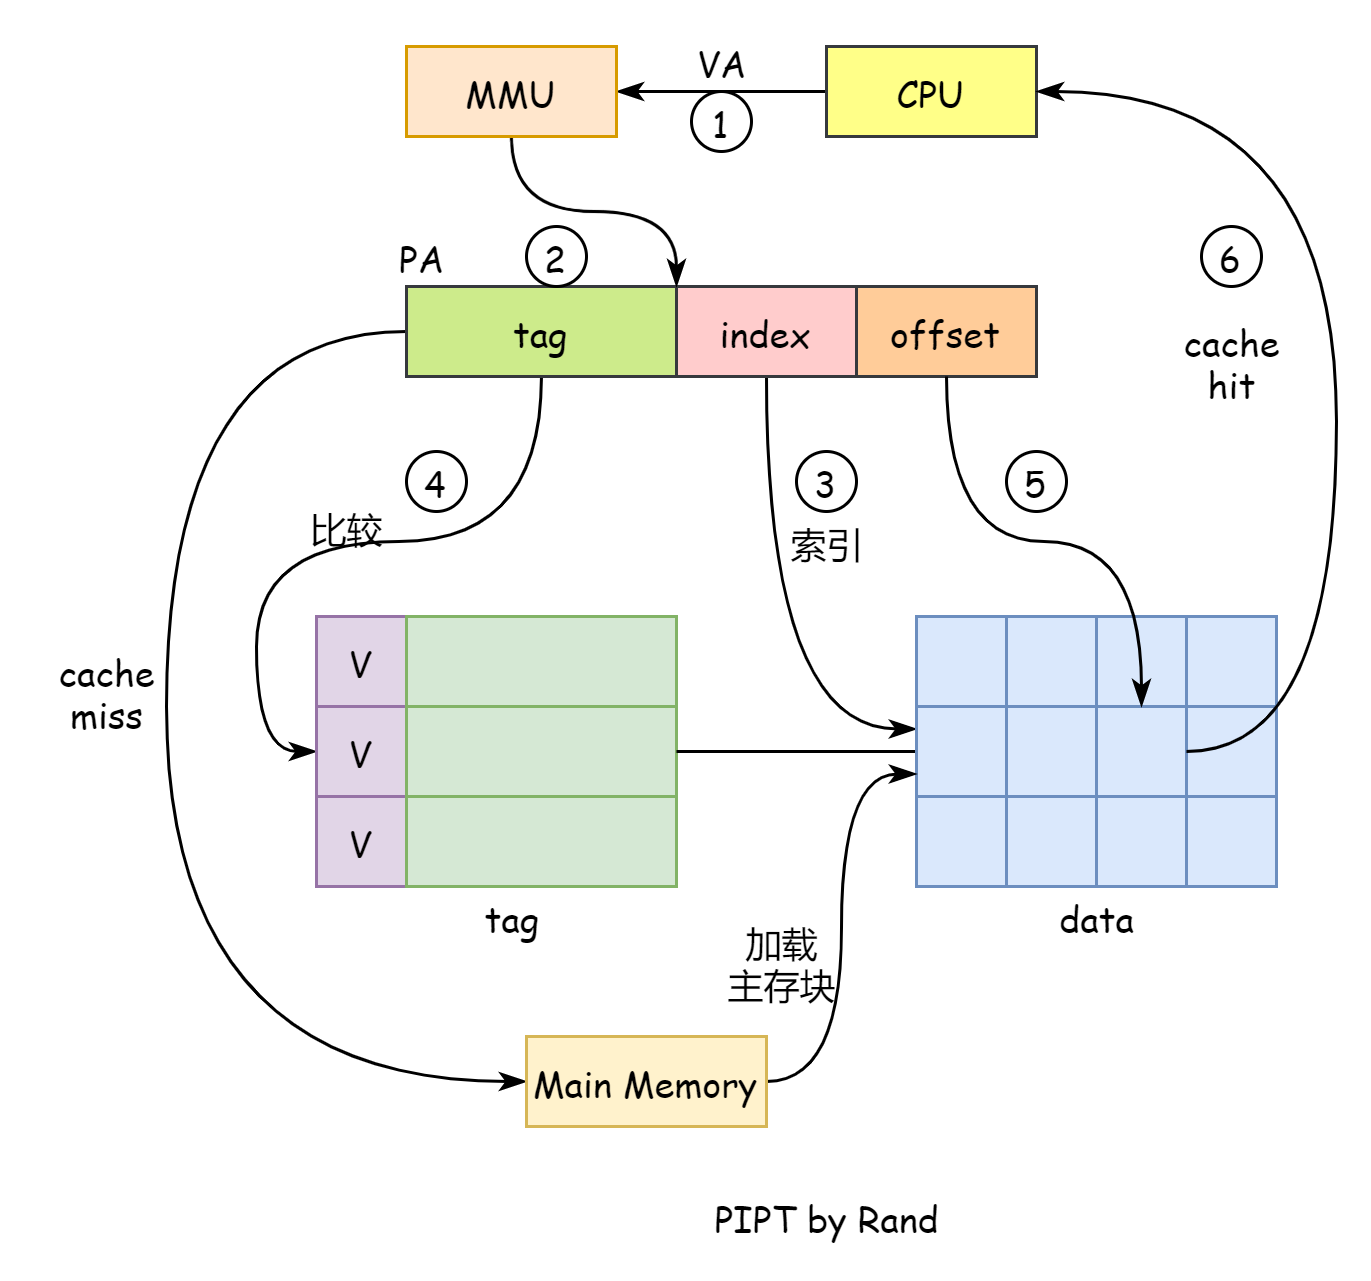 MMU
VA
CPU
1
PA
2
6
tag
index
offset
cache
hit
4
3
5
比较
索引
cache
miss
V
V
V
tag
data
加载
主存块
Main Memory
PIPT by Rand